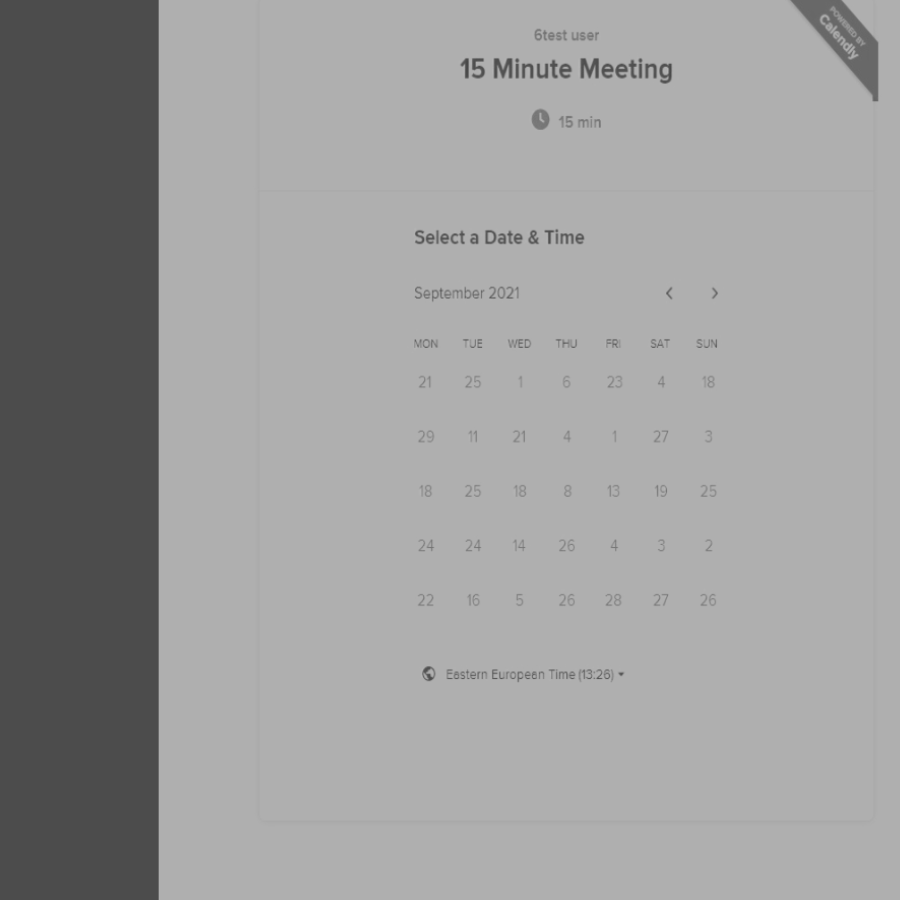 POWERED BY
Calendly
6test user
15 Minute Meeting
15 min
Select a Date & Time
September 2021
MON TUE WED THU FRI SAT SUN
21 25 1 6 23 4 18
29 11 21 4 1 27 3
18 25 18 8 13 19 25
24 24 14 26 4 3 2
22 16 5 26 28 27 26
Eastern European Time (13:26)